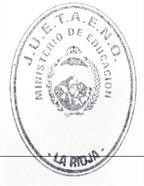 J.U.E.T.A.E.N.O.
MINISTERIO DE EDUCACION
- LA RIOJA -